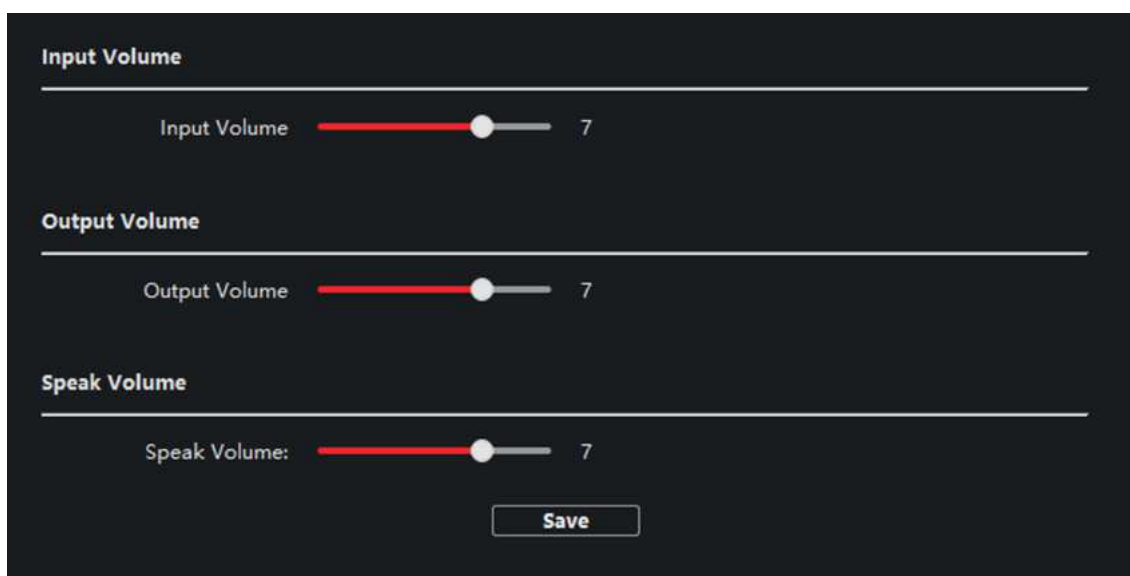 Input Volume
Input Volume 7
Output Volume
Output Volume 7
Speak Volume
Speak Volume: 7
Save